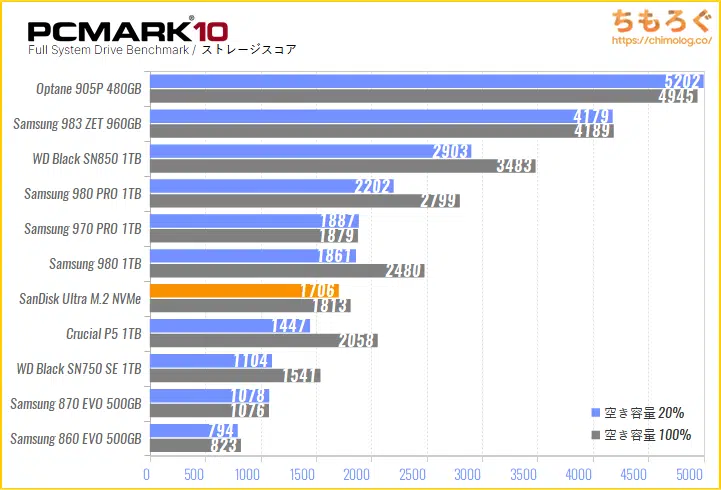 PCMARK®10
Full System Drive Benchmark / ストレージスコア
ちもろぐ
https://chimolog.co/
Optane 905P 480GB
5202
4945
Samsung 983 ZET 960GB
4179
4189
WD Black SN850 1TB
2903
3483
Samsung 980 PRO 1TB
2202
2799
Samsung 970 PRO 1TB
1887
1879
Samsung 980 1TB
1861
2480
SanDisk Ultra M.2 NVMe
1706
1813
Crucial P5 1TB
1447
2058
WD Black SN750 SE 1TB
1104
1541
Samsung 870 EVO 500GB
1078
1076
Samsung 860 EVO 500GB
794
823
空き容量 20%
空き容量 100%
0 500 1000 1500 2000 2500 3000 3500 4000 4500 5000